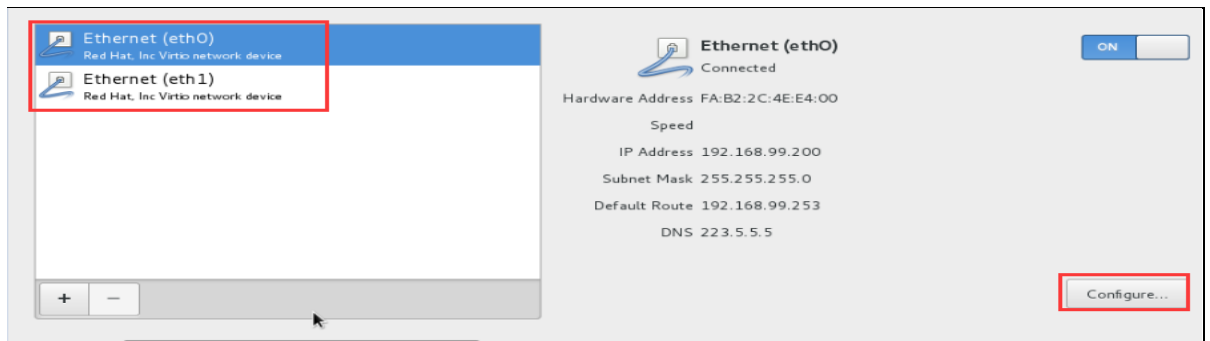 Ethernet (eth0)
Red Hat, Inc Virtio network device
Ethernet (eth1)
Red Hat, Inc Virtio network device
+ −
Ethernet (eth0)
Connected
ON
Hardware Address FA:B2:2C:4E:E4:00
Speed
IP Address 192.168.99.200
Subnet Mask 255.255.255.0
Default Route 192.168.99.253
DNS 223.5.5.5
Configure...